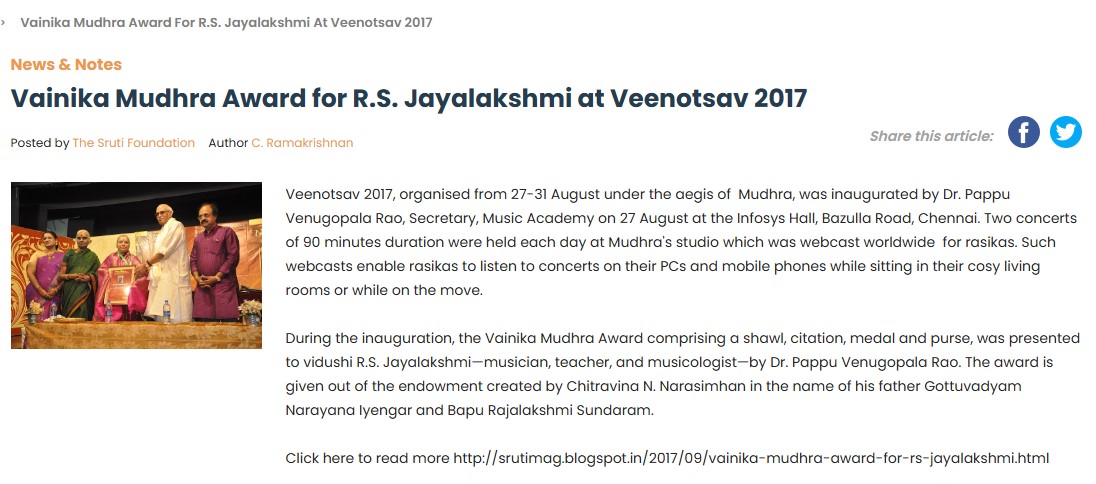 › Vainika Mudhra Award For R.S. Jayalakshmi At Veenotsav 2017
News & Notes
Vainika Mudhra Award for R.S. Jayalakshmi at Veenotsav 2017
Posted by The Sruti Foundation Author C. Ramakrishnan
Share this article:
Veenotsav 2017, organised from 27-31 August under the aegis of Mudhra, was inaugurated by Dr. Pappu
Venugopala Rao, Secretary, Music Academy on 27 August at the Infosys Hall, Bazulla Road, Chennai. Two concerts
of 90 minutes duration were held each day at Mudhra's studio which was webcast worldwide for rasikas. Such
webcasts enable rasikas to listen to concerts on their PCs and mobile phones while sitting in their cosy living
rooms or while on the move.
During the inauguration, the Vainika Mudhra Award comprising a shawl, citation, medal and purse, was presented
to vidushi R.S. Jayalakshmi—musician, teacher, and musicologist—by Dr. Pappu Venugopala Rao. The award is
given out of the endowment created by Chitravina N. Narasimhan in the name of his father Gottuvadyam
Narayana Iyengar and Bapu Rajalakshmi Sundaram.
Click here to read more http://srutimag.blogspot.in/2017/09/vainika-mudhra-award-for-rs-jayalakshmi.html